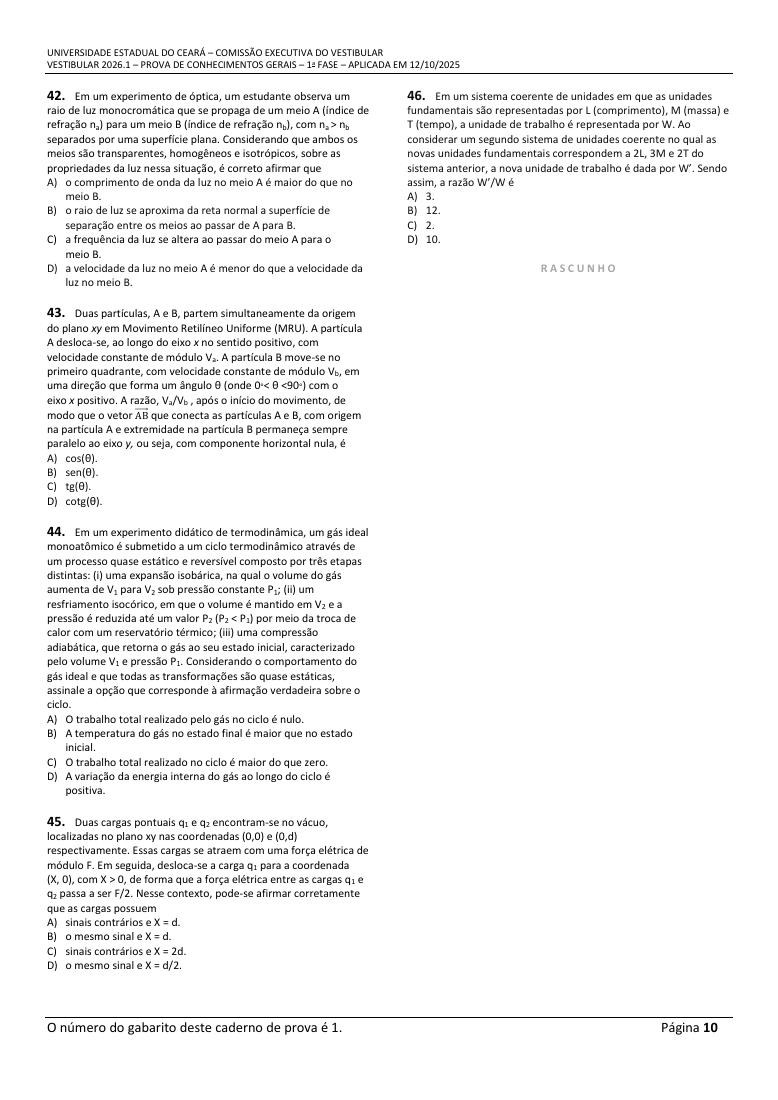 UNIVERSIDADE ESTADUAL DO CEARÁ – COMISSÃO EXECUTIVA DO VESTIBULAR
VESTIBULAR 2026.1 – PROVA DE CONHECIMENTOS GERAIS – 1ª FASE – APLICADA EM 12/10/2025
42. Em um experimento de óptica, um estudante observa um
raio de luz monocromática que se propaga de um meio A (índice de
refração nₐ) para um meio B (índice de refração n_b), com nₐ > n_b
separados por uma superfície plana. Considerando que ambos os
meios são transparentes, homogêneos e isotrópicos, sobre as
propriedades da luz nessa situação, é correto afirmar que
A) o comprimento de onda da luz no meio A é maior do que no
meio B.
B) o raio de luz se aproxima da reta normal a superfície de
separação entre os meios ao passar de A para B.
C) a frequência da luz se altera ao passar do meio A para o
meio B.
D) a velocidade da luz no meio A é menor do que a velocidade da
luz no meio B.
43. Duas partículas, A e B, partem simultaneamente da origem
do plano xy em Movimento Retilíneo Uniforme (MRU). A partícula
A desloca-se, ao longo do eixo x no sentido positivo, com
velocidade constante de módulo Vₐ. A partícula B move-se no
primeiro quadrante, com velocidade constante de módulo V_b, em
uma direção que forma um ângulo θ (onde 0°< θ <90°) com o
eixo x positivo. A razão, Vₐ/V_b , após o início do movimento, de
modo que o vetor A͞B͞ que conecta as partículas A e B, com origem
na partícula A e extremidade na partícula B permaneça sempre
paralelo ao eixo y, ou seja, com componente horizontal nula, é
A) cos(θ).
B) sen(θ).
C) tg(θ).
D) cotg(θ).
44. Em um experimento didático de termodinâmica, um gás ideal
monoatômico é submetido a um ciclo termodinâmico através de
um processo quase estático e reversível composto por três etapas
distintas: (i) uma expansão isobárica, na qual o volume do gás
aumenta de V₁ para V₂ sob pressão constante P₁; (ii) um
resfriamento isocórico, em que o volume é mantido em V₂ e a
pressão é reduzida até um valor P₂ (P₂ < P₁) por meio da troca de
calor com um reservatório térmico; (iii) uma compressão
adiabática, que retorna o gás ao seu estado inicial, caracterizado
pelo volume V₁ e pressão P₁. Considerando o comportamento do
gás ideal e que todas as transformações são quase estáticas,
assinale a opção que corresponde à afirmação verdadeira sobre o
ciclo.
A) O trabalho total realizado pelo gás no ciclo é nulo.
B) A temperatura do gás no estado final é maior que no estado
inicial.
C) O trabalho total realizado no ciclo é maior do que zero.
D) A variação da energia interna do gás ao longo do ciclo é
positiva.
45. Duas cargas pontuais q₁ e q₂ encontram-se no vácuo,
localizadas no plano xy nas coordenadas (0,0) e (0,d)
respectivamente. Essas cargas se atraem com uma força elétrica de
módulo F. Em seguida, desloca-se a carga q₁ para a coordenada
(X, 0), com X > 0, de forma que a força elétrica entre as cargas q₁ e
q₂ passa a ser F/2. Nesse contexto, pode-se afirmar corretamente
que as cargas possuem
A) sinais contrários e X = d.
B) o mesmo sinal e X = d.
C) sinais contrários e X = 2d.
D) o mesmo sinal e X = d/2.
46. Em um sistema coerente de unidades em que as unidades
fundamentais são representadas por L (comprimento), M (massa) e
T (tempo), a unidade de trabalho é representada por W. Ao
considerar um segundo sistema de unidades coerente no qual as
novas unidades fundamentais correspondem a 2L, 3M e 2T do
sistema anterior, a nova unidade de trabalho é dada por W’. Sendo
assim, a razão W’/W é
A) 3.
B) 12.
C) 2.
D) 10.
RASCUNHO
O número do gabarito deste caderno de prova é 1.
Página 10